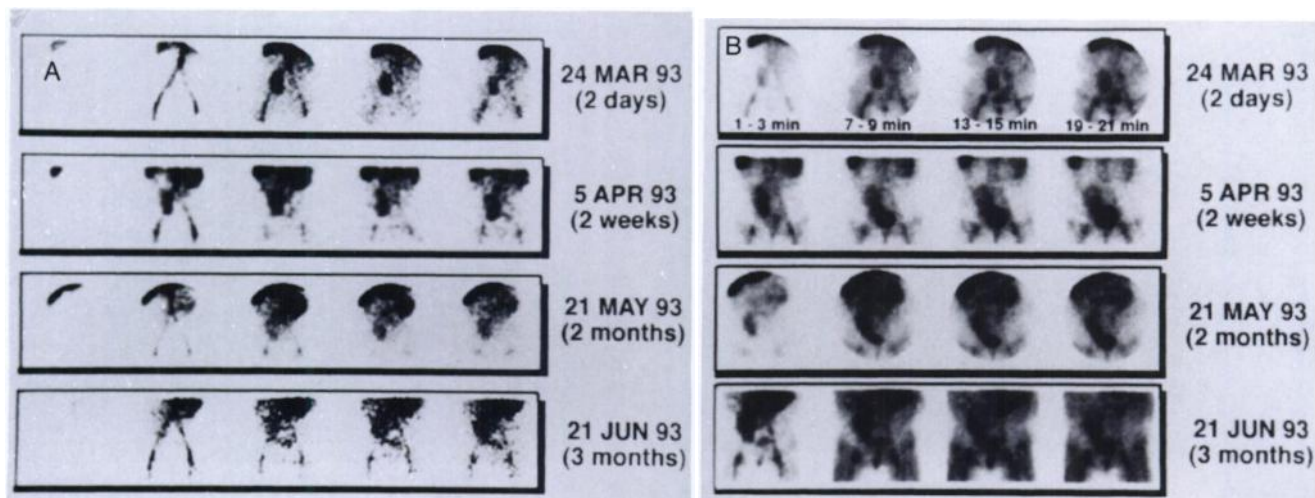 A
24 MAR 93
(2 days)
5 APR 93
(2 weeks)
21 MAY 93
(2 months)
21 JUN 93
(3 months)
B
1 - 3 min 7 - 9 min 13 - 15 min 19 - 21 min
24 MAR 93
(2 days)
5 APR 93
(2 weeks)
21 MAY 93
(2 months)
21 JUN 93
(3 months)